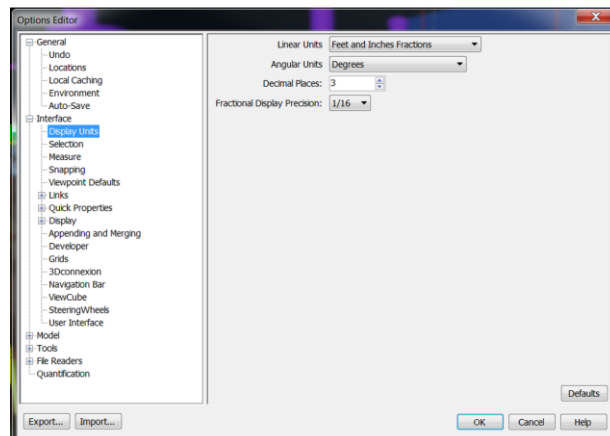 Options Editor
General
Undo
Locations
Local Caching
Environment
Auto-Save
Interface
Display Units
Selection
Measure
Snapping
Viewpoint Defaults
Links
Quick Properties
Display
Appending and Merging
Developer
Grids
3Dconnexion
Navigation Bar
ViewCube
SteeringWheels
User Interface
Model
Tools
File Readers
Quantification
Linear Units Feet and Inches Fractions
Angular Units Degrees
Decimal Places: 3
Fractional Display Precision: 1/16
Defaults
Export... Import... OK Cancel Help